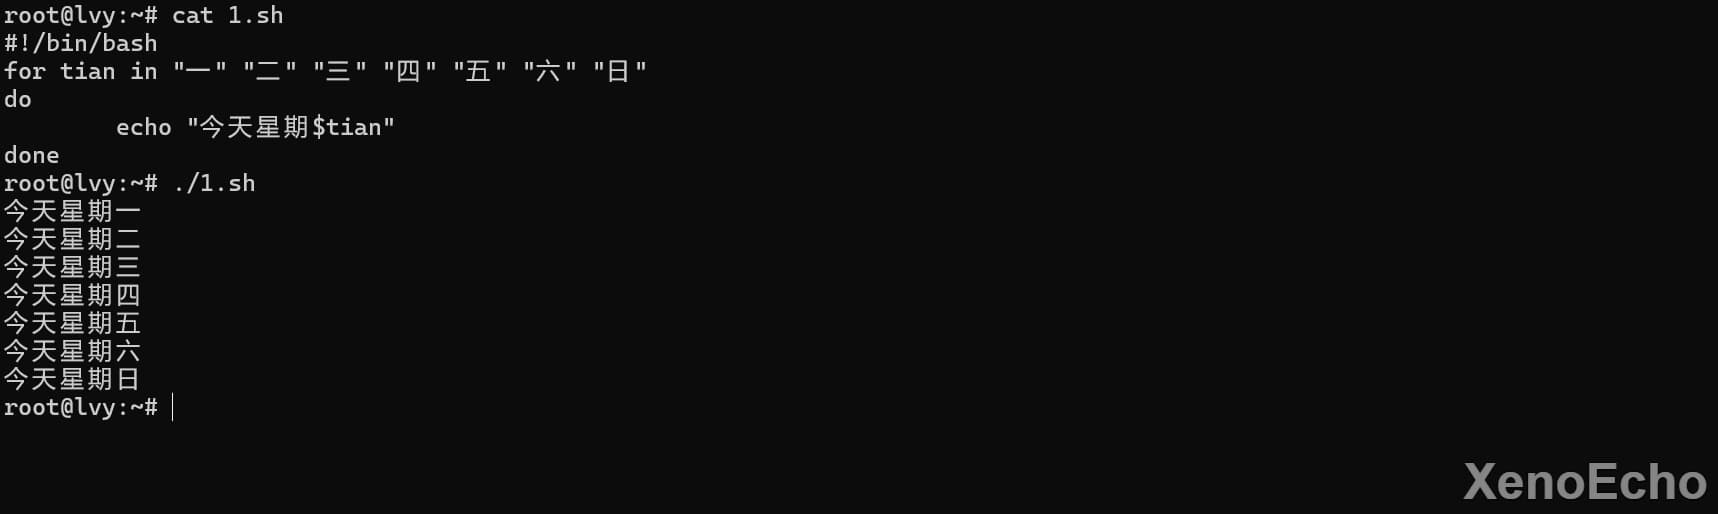 root@lvy:~# cat 1.sh
#!/bin/bash
for tian in "一" "二" "三" "四" "五" "六" "日"
do
        echo "今天星期$tian"
done
root@lvy:~# ./1.sh
今天星期一
今天星期二
今天星期三
今天星期四
今天星期五
今天星期六
今天星期日
root@lvy:~#
XenoEcho